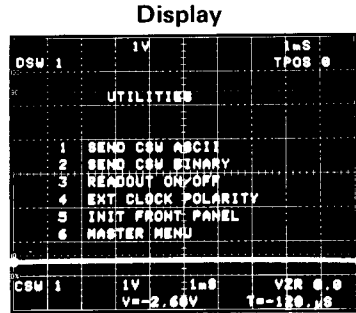 Display
1V 1mS
DSW 1 TPOS 0
UTILITIES
1 SEND CSW ASCII
2 SEND CSW BINARY
3 READOUT ON/OFF
4 EXT CLOCK POLARITY
5 INIT FRONT PANEL
6 MASTER MENU
CSW 1 1V 1mS VZR 0.0
V=-2.60V T=-120.µS